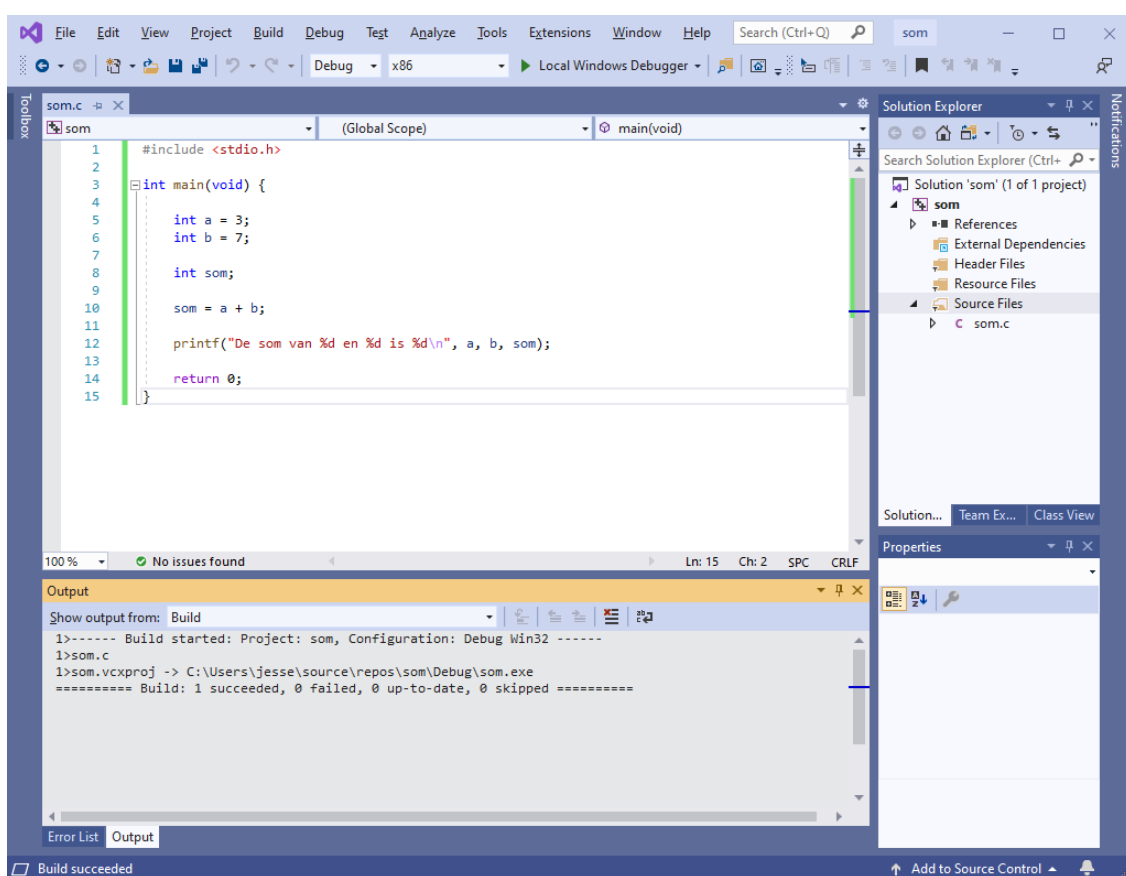 File Edit View Project Build Debug Test Analyze Tools Extensions Window Help Search (Ctrl+Q) som
Debug x86 Local Windows Debugger
Toolbox
som.c
som (Global Scope) main(void)
1 #include <stdio.h>
2
3 int main(void) {
4
5 int a = 3;
6 int b = 7;
7
8 int som;
9
10 som = a + b;
11
12 printf("De som van %d en %d is %d\n", a, b, som);
13
14 return 0;
15 }
100 % No issues found Ln: 15 Ch: 2 SPC CRLF
Output
Show output from: Build
1>------ Build started: Project: som, Configuration: Debug Win32 ------
1>som.c
1>som.vcxproj -> C:\Users\jesse\source\repos\som\Debug\som.exe
========== Build: 1 succeeded, 0 failed, 0 up-to-date, 0 skipped ==========
Error List Output
Solution Explorer
Search Solution Explorer (Ctrl+
Solution 'som' (1 of 1 project)
som
References
External Dependencies
Header Files
Resource Files
Source Files
C som.c
Solution... Team Ex... Class View
Properties
Notifications
Build succeeded Add to Source Control